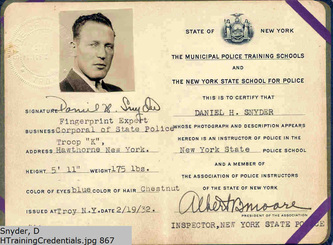 STATE OF NEW YORK
THE MUNICIPAL POLICE TRAINING SCHOOLS
AND
THE NEW YORK STATE SCHOOL FOR POLICE
THIS IS TO CERTIFY THAT
DANIEL H. SNYDER
WHOSE PHOTOGRAPH AND DESCRIPTION APPEARS
HEREON IS AN INSTRUCTOR OF POLICE IN THE
New York State Police
AND A MEMBER OF THE
ASSOCIATION OF POLICE INSTRUCTORS
OF THE STATE OF NEW YORK
Albert B. Moore
PRESIDENT OF THE ASSOCIATION
INSPECTOR, NEW YORK STATE POLICE
SIGNATURE Daniel H. Snyder
Fingerprint Expert
BUSINESS Corporal of State Police
Troop "K",
ADDRESS Hawthorne New York.
HEIGHT 5' 11" WEIGHT 175 lbs.
COLOR OF EYES blue COLOR OF HAIR Chestnut
ISSUED AT Troy N.Y. DATE 2/19/32.
Snyder, D
HTrainingCredentials.jpg 867